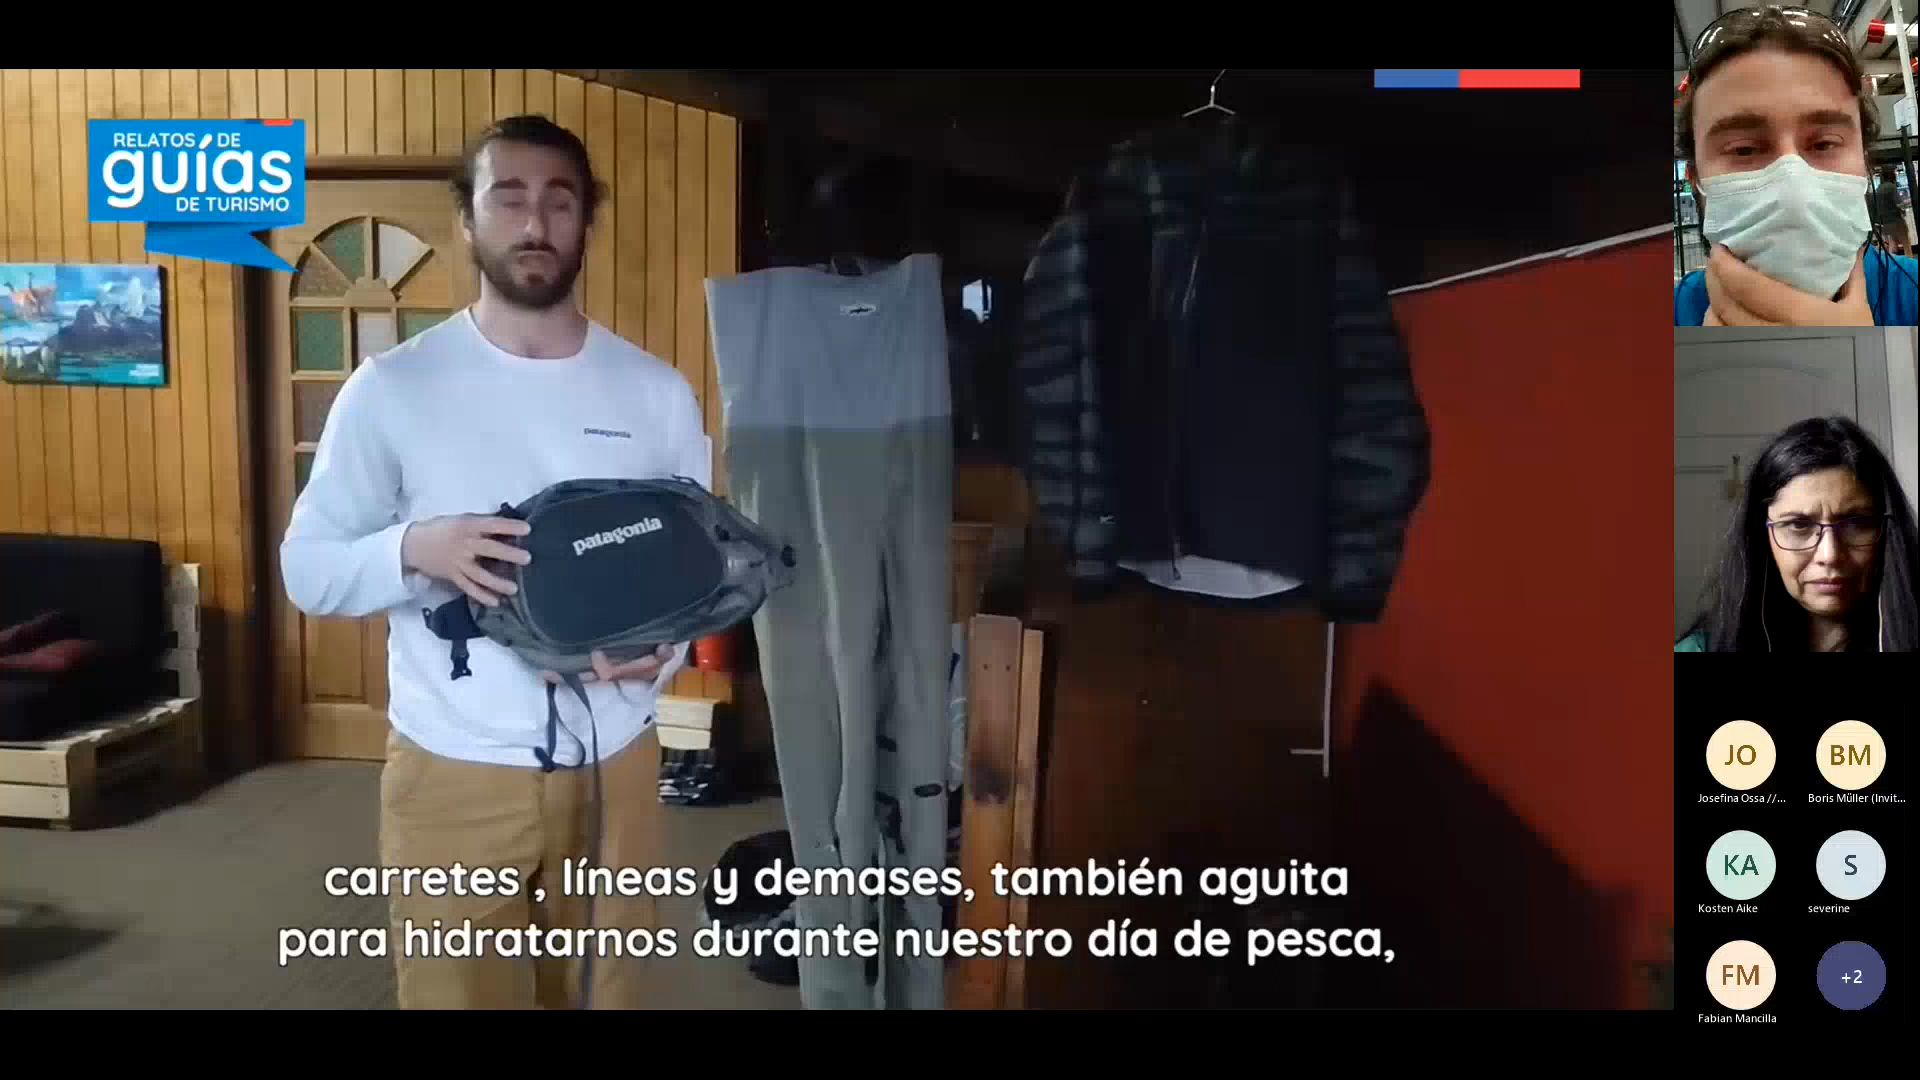 RELATOS DE
guías
DE TURISMO
patagonia
patagonia
carretes , líneas y demases, también aguita
para hidratarnos durante nuestro día de pesca,
JO
Josefina Ossa //...
BM
Boris Müller (Invit...
KA
Kosten Aike
S
severine
FM
Fabian Mancilla
+2